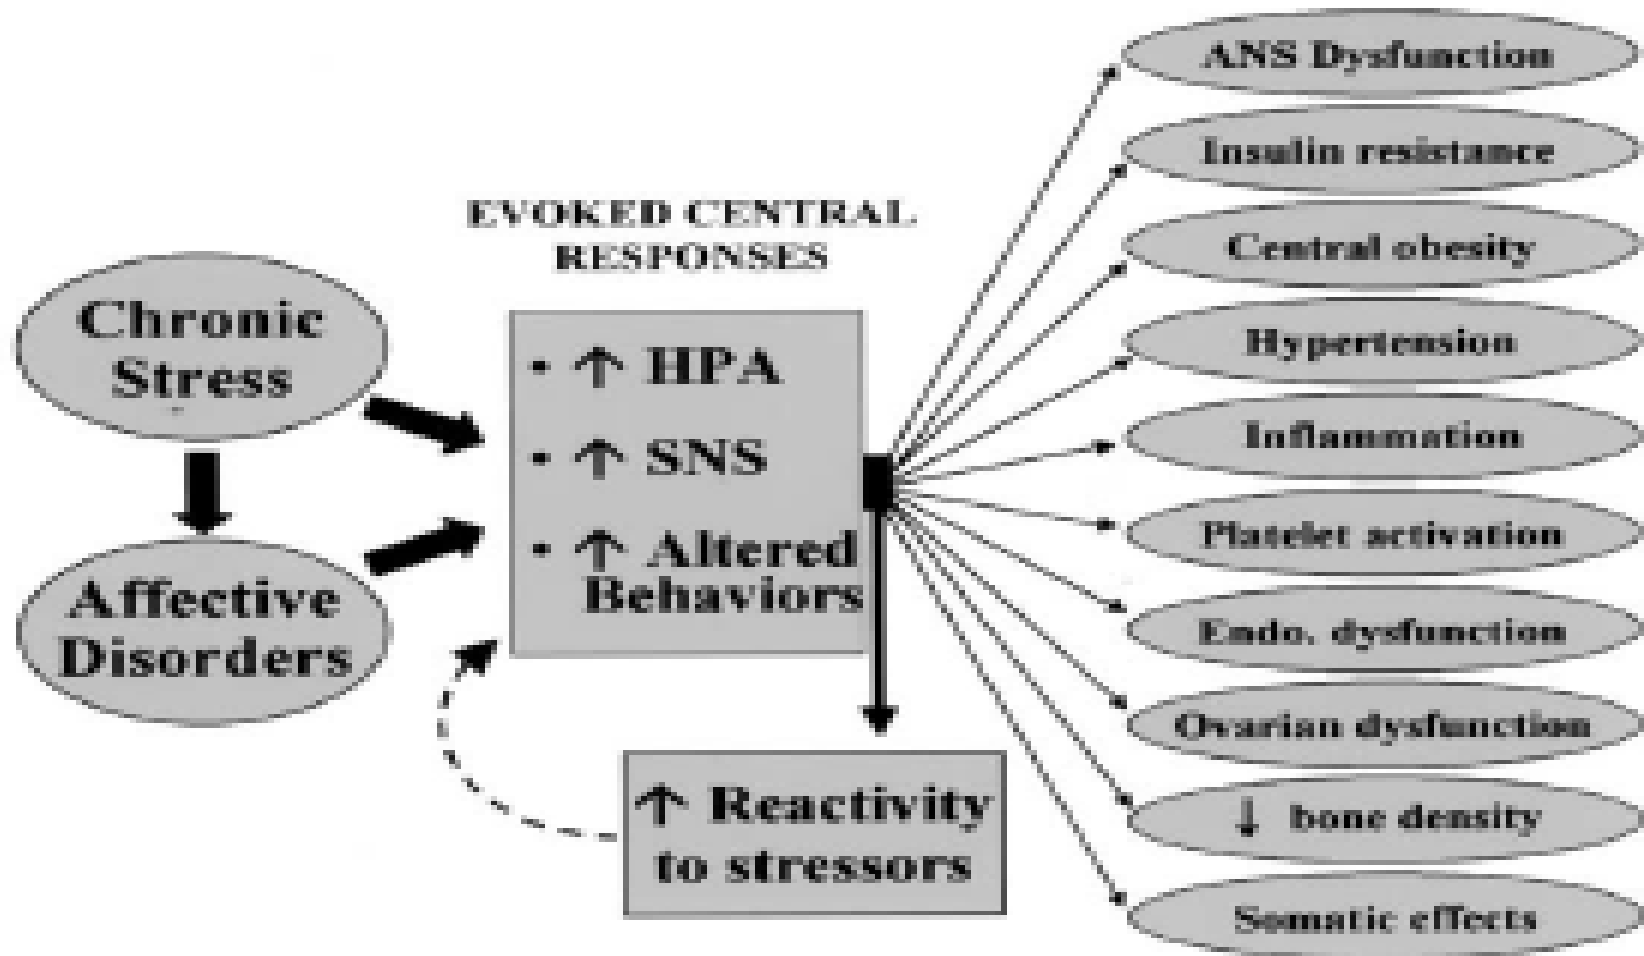 Chronic
Stress
Affective
Disorders
EVOKED CENTRAL
RESPONSES
• ↑ HPA
• ↑ SNS
• ↑ Altered
Behaviors
↑ Reactivity
to stressors
ANS Dysfunction
Insulin resistance
Central obesity
Hypertension
Inflammation
Platelet activation
Endo. dysfunction
Ovarian dysfunction
↓ bone density
Somatic effects